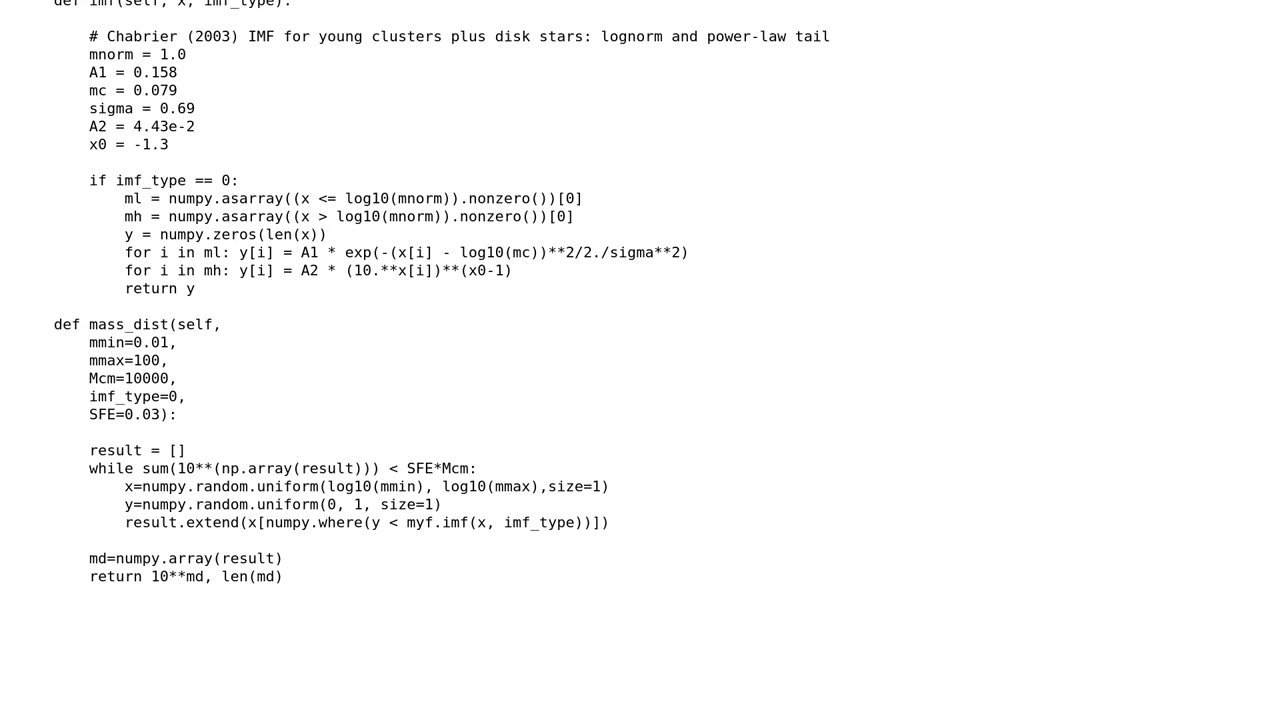 def imf(self, x, imf_type):
# Chabrier (2003) IMF for young clusters plus disk stars: lognorm and power-law tail
mnorm = 1.0
A1 = 0.158
mc = 0.079
sigma = 0.69
A2 = 4.43e-2
x0 = -1.3
if imf_type == 0:
ml = numpy.asarray((x <= log10(mnorm)).nonzero())[0]
mh = numpy.asarray((x > log10(mnorm)).nonzero())[0]
y = numpy.zeros(len(x))
for i in ml: y[i] = A1 * exp(-(x[i] - log10(mc))**2/2./sigma**2)
for i in mh: y[i] = A2 * (10.**x[i])**(x0-1)
return y
def mass_dist(self,
mmin=0.01,
mmax=100,
Mcm=10000,
imf_type=0,
SFE=0.03):
result = []
while sum(10**(np.array(result))) < SFE*Mcm:
x=numpy.random.uniform(log10(mmin), log10(mmax),size=1)
y=numpy.random.uniform(0, 1, size=1)
result.extend(x[numpy.where(y < myf.imf(x, imf_type))])
md=numpy.array(result)
return 10**md, len(md)